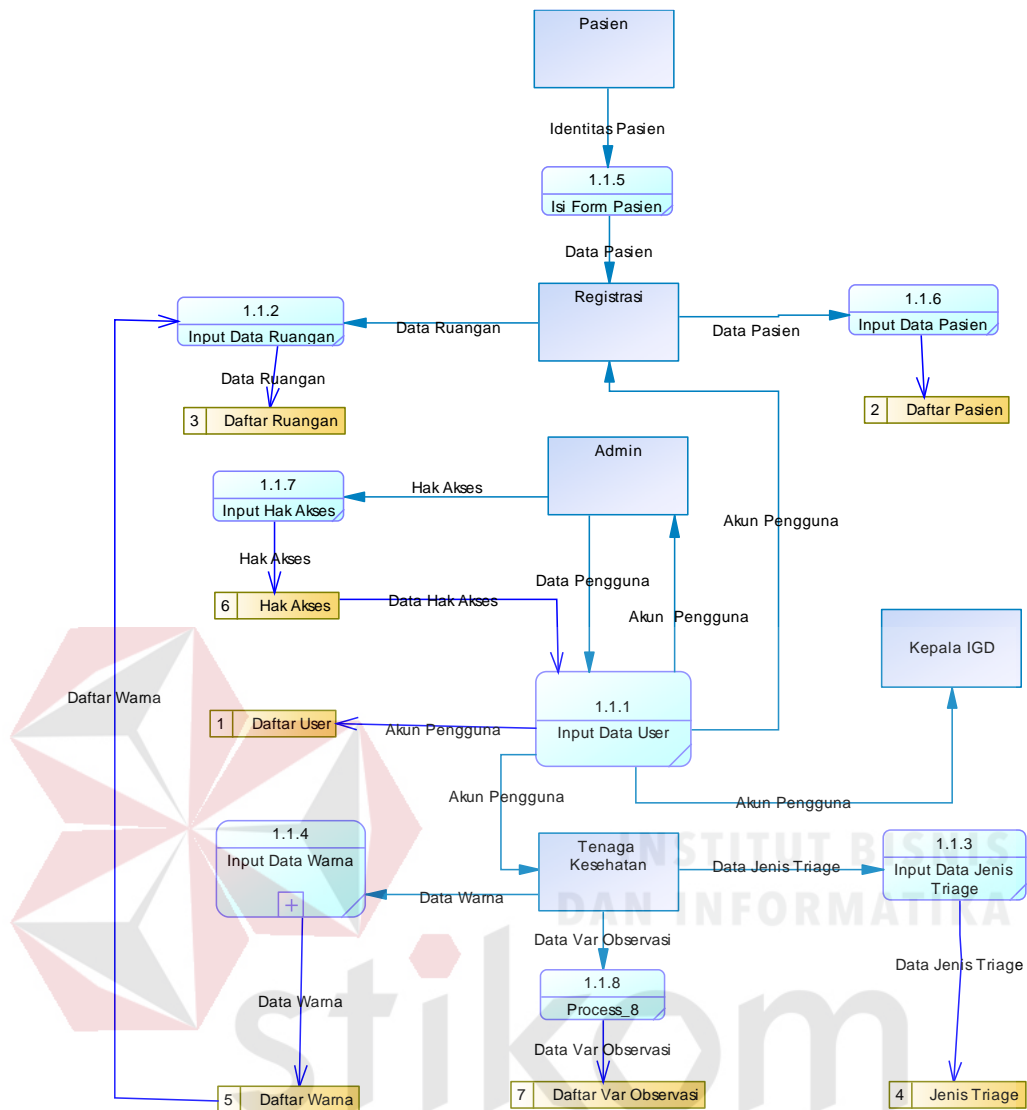 Pasien
Identitas Pasien
1.1.5
Isi Form Pasien
Data Pasien
Registrasi
1.1.2
Input Data Ruangan
Data Ruangan
Data Pasien
1.1.6
Input Data Pasien
Data Ruangan
3 Daftar Ruangan
2 Daftar Pasien
Admin
1.1.7
Input Hak Akses
Hak Akses
Akun Pengguna
Hak Akses
Data Pengguna
6 Hak Akses
Data Hak Akses
Akun Pengguna
Kepala IGD
Daftar Warna
1.1.1
Input Data User
1 Daftar User
Akun Pengguna
Akun Pengguna
Akun Pengguna
1.1.4
Input Data Warna
Tenaga
Kesehatan
INSTITUT BISNIS
DAN INFORMATIKA
1.1.3
Input Data Jenis
Triage
Data Jenis Triage
Data Warna
Data Var Observasi
Data Jenis Triage
1.1.8
Process_8
Data Warna
Data Var Observasi
stikom
5 Daftar Warna
7 Daftar Var Observasi
4 Jenis Triage